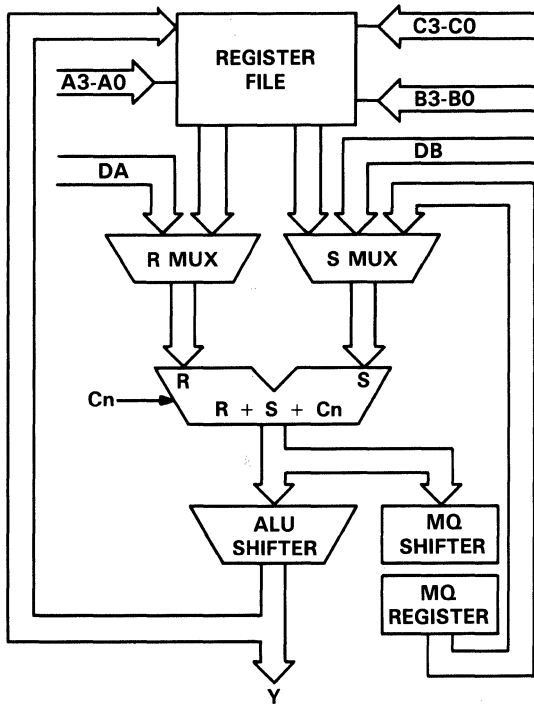 REGISTER
FILE
C3-C0
A3-A0
B3-B0
DA
DB
R MUX
S MUX
R
S
Cn
R + S + Cn
ALU
SHIFTER
MQ
SHIFTER
MQ
REGISTER
Y